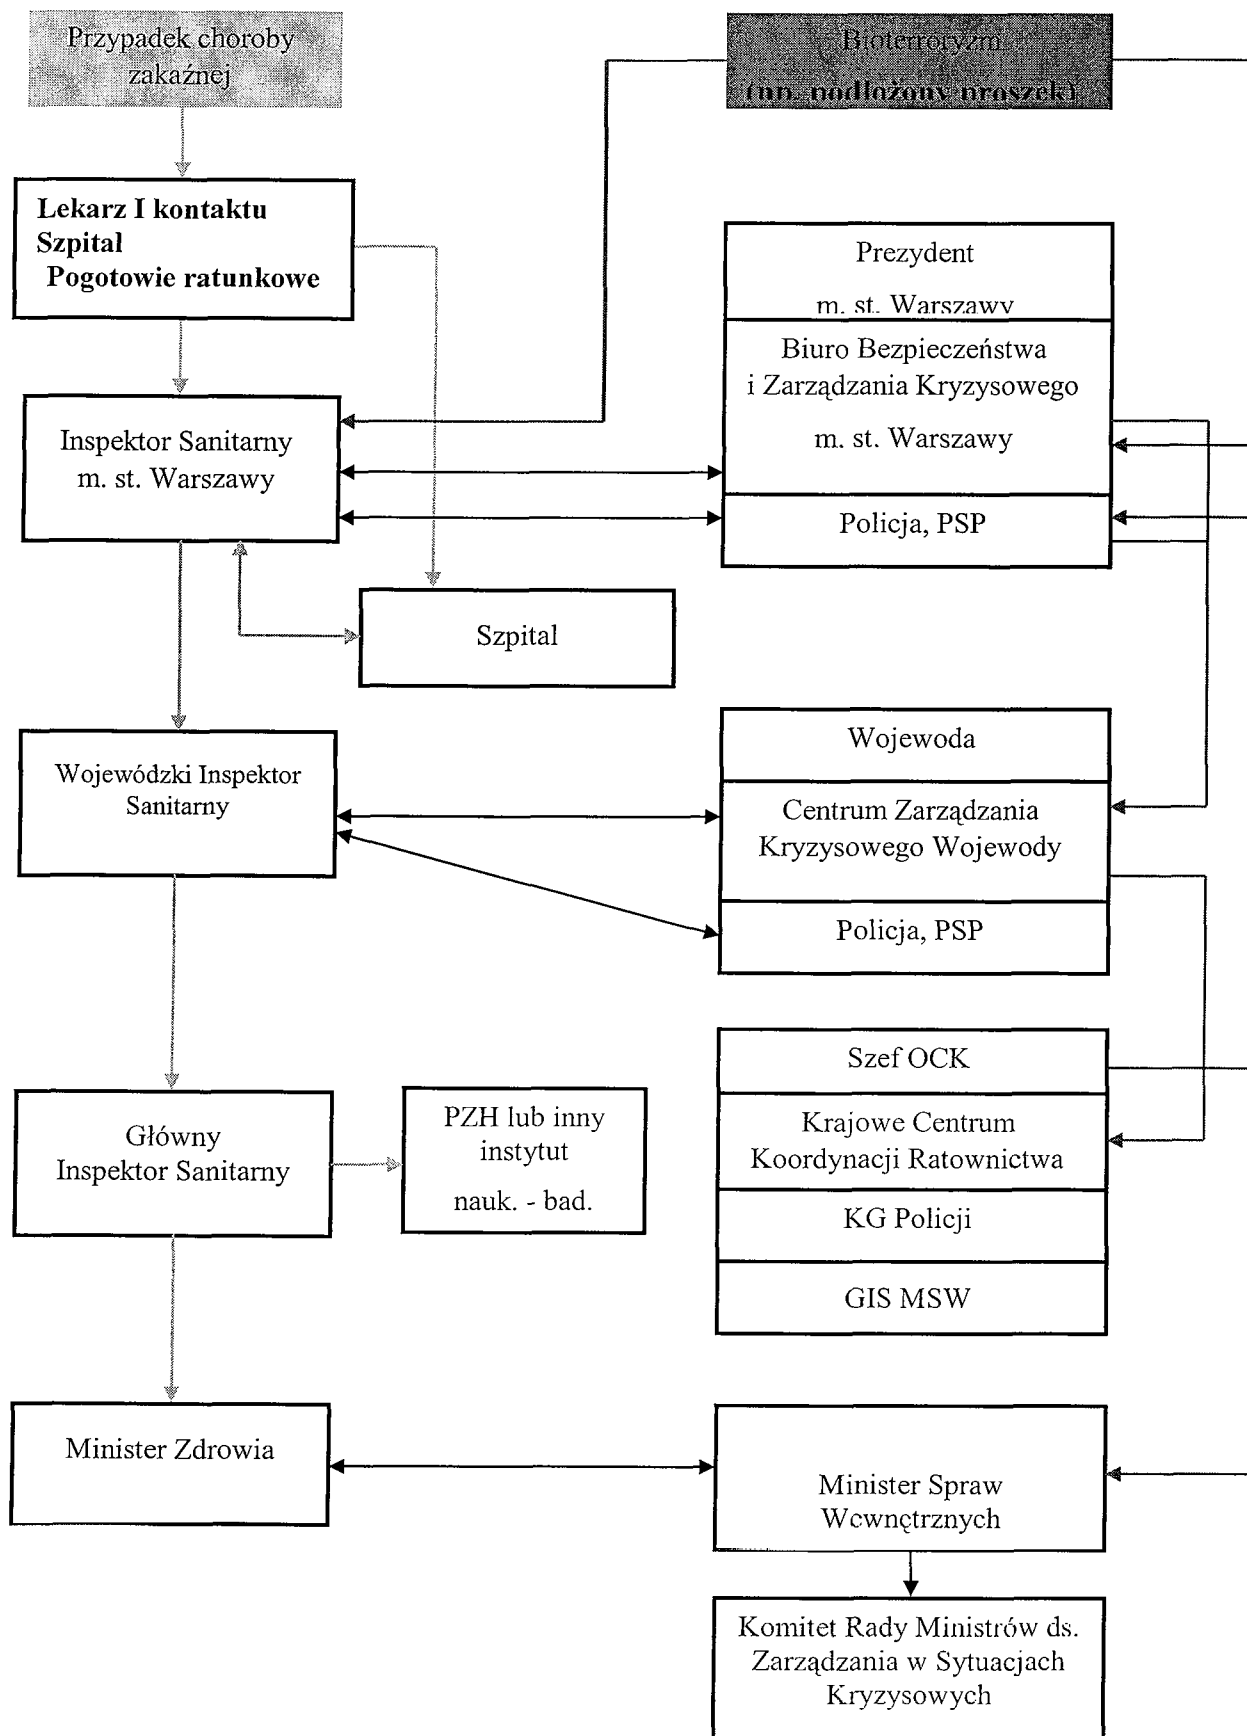 Przypadek choroby
zakaźnej
Bioterroryzm
(np. podłożony proszek)
Lekarz I kontaktu
Szpital
Pogotowie ratunkowe
Prezydent
m. st. Warszawy
Biuro Bezpieczeństwa
i Zarządzania Kryzysowego
m. st. Warszawy
Policja, PSP
Inspektor Sanitarny
m. st. Warszawy
Szpital
Wojewódzki Inspektor
Sanitarny
Wojewoda
Centrum Zarządzania
Kryzysowego Wojewody
Policja, PSP
Główny
Inspektor Sanitarny
PZH lub inny
instytut
nauk. - bad.
Szef OCK
Krajowe Centrum
Koordynacji Ratownictwa
KG Policji
GIS MSW
Minister Zdrowia
Minister Spraw
Wewnętrznych
Komitet Rady Ministrów ds.
Zarządzania w Sytuacjach
Kryzysowych